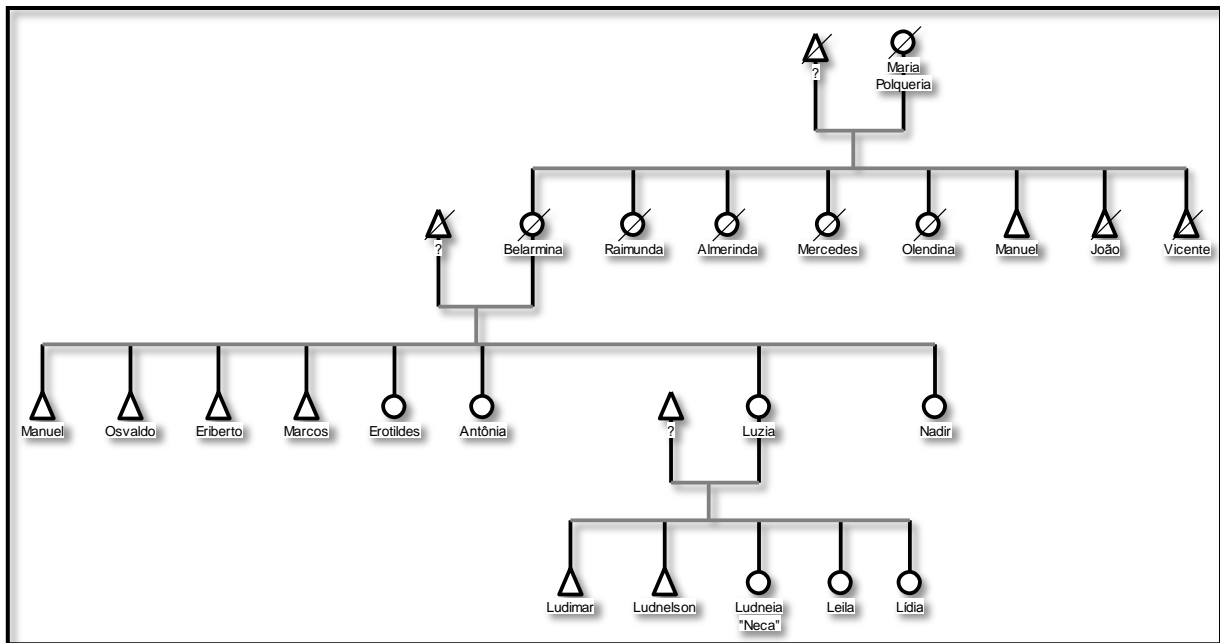 ?
Maria
Polqueria
?
Belarmina
Raimunda
Almerinda
Mercedes
Olendina
Manuel
João
Vicente
Manuel
Osvaldo
Eriberto
Marcos
Erotildes
Antônia
?
Luzia
Nadir
Ludimar
Ludnelson
Ludneia
"Neca"
Leila
Lídia